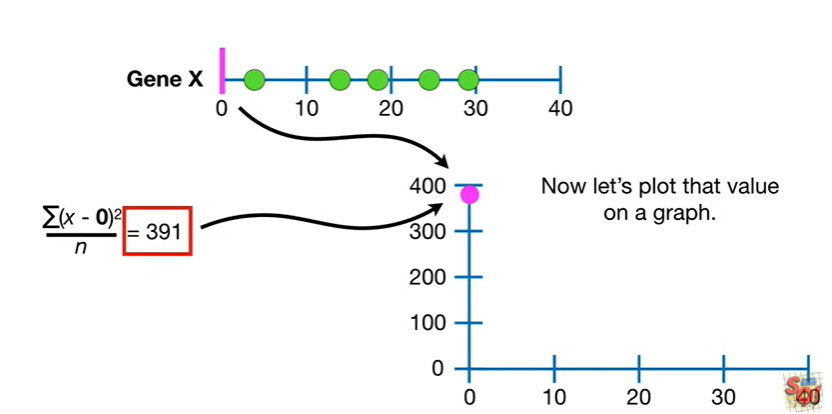 Gene X
0 10 20 30 40
400
Now let's plot that value
on a graph.
∑(x - 0)²
n
= 391
300
200
100
0
0 10 20 30 40